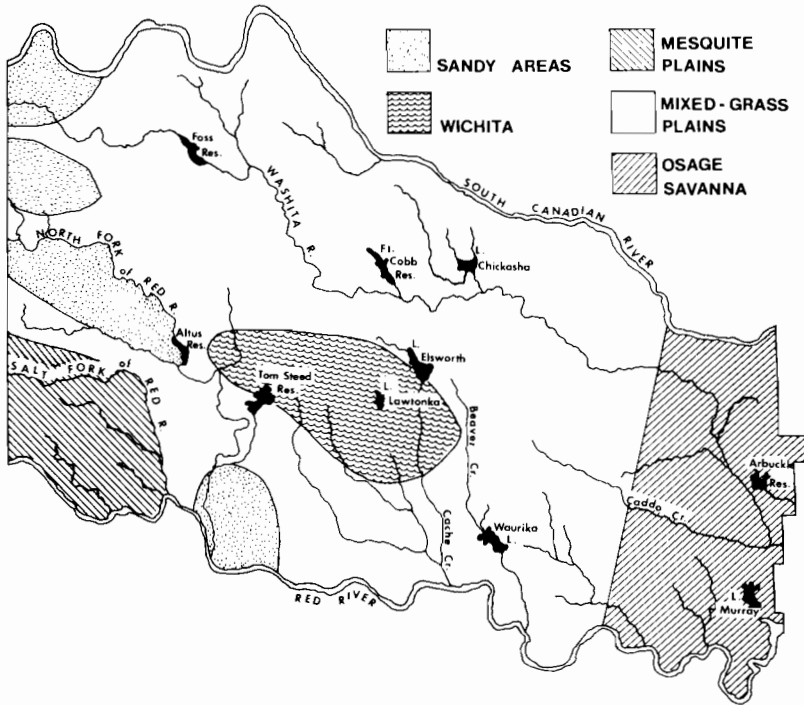 SANDY AREAS
MESQUITE
PLAINS
WICHITA
MIXED-GRASS
PLAINS
OSAGE
SAVANNA
Foss
Res.
WASHITA R.
SOUTH CANADIAN RIVER
Ft.
Cobb
Res.
L.
Chickasha
NORTH FORK of RED R.
Altus
Res.
SALT FORK of RED R.
Tom Steed
Res.
L.
Elsworth
L.
Lawtonka
Beaver Cr.
Arbuckle
Res.
Caddo Cr.
Waurika
L.
Cache Cr.
RED RIVER
L.
Murray